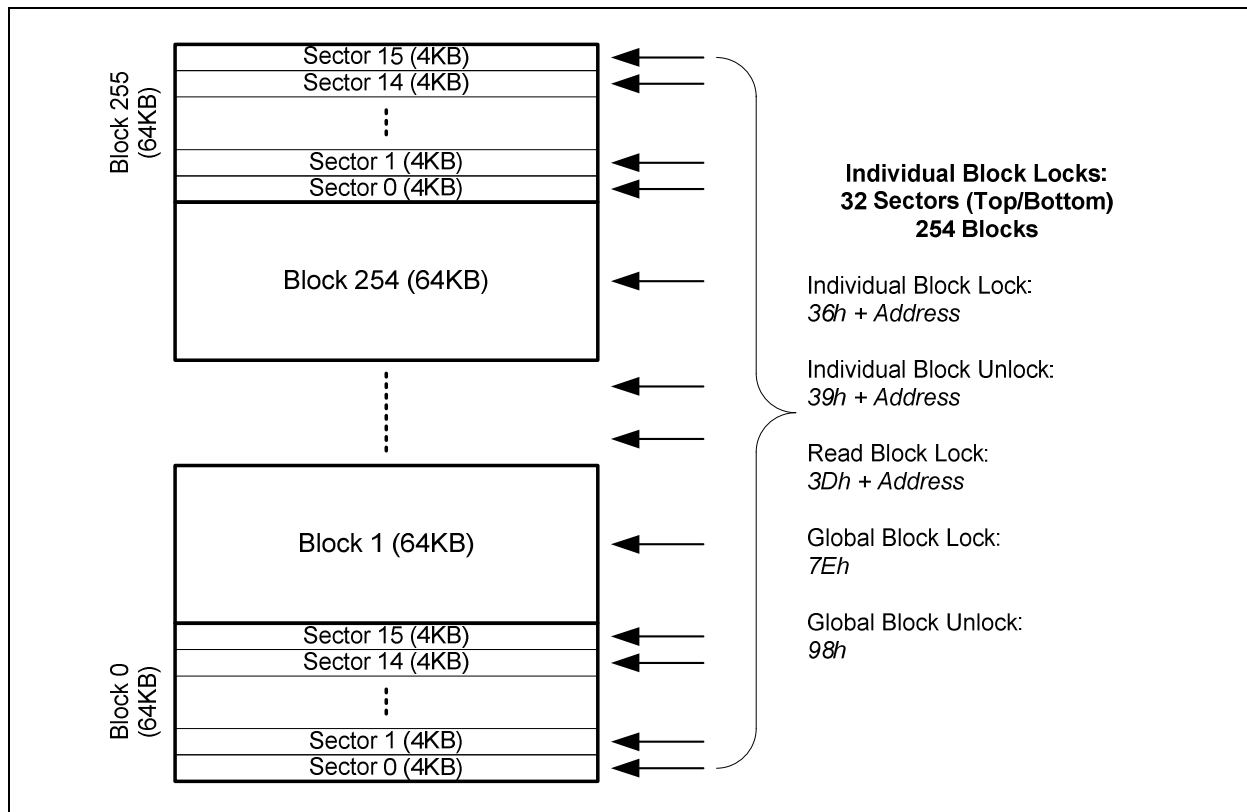 Block 255
(64KB)
Sector 15 (4KB)
Sector 14 (4KB)
Sector 1 (4KB)
Sector 0 (4KB)
Block 254 (64KB)
Block 1 (64KB)
Block 0
(64KB)
Sector 15 (4KB)
Sector 14 (4KB)
Sector 1 (4KB)
Sector 0 (4KB)
Individual Block Locks:
32 Sectors (Top/Bottom)
254 Blocks
Individual Block Lock:
36h + Address
Individual Block Unlock:
39h + Address
Read Block Lock:
3Dh + Address
Global Block Lock:
7Eh
Global Block Unlock:
98h